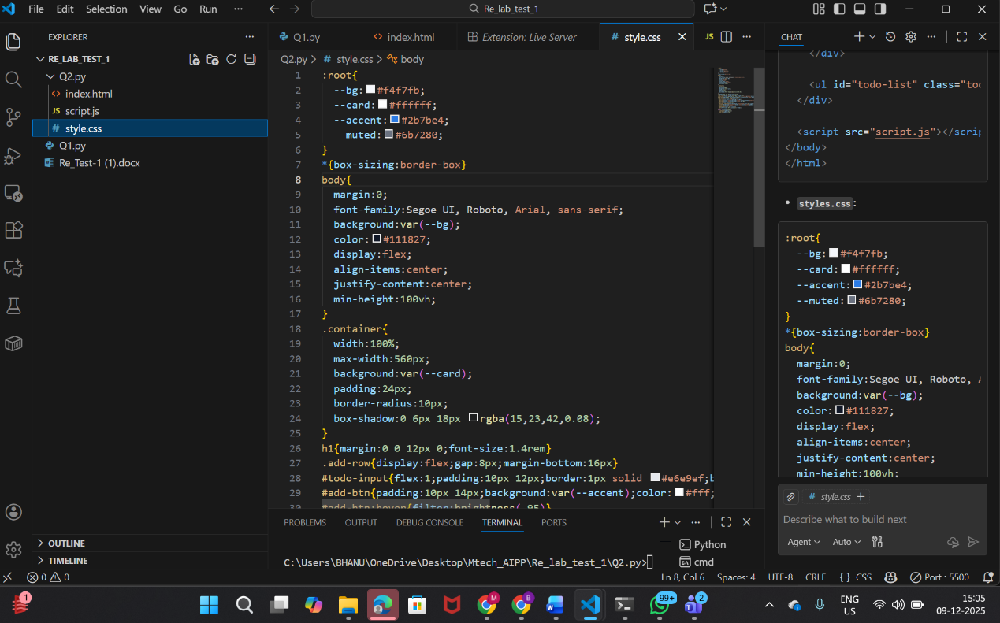 File Edit Selection View Go Run ··· Re_lab_test_1
EXPLORER
RE_LAB_TEST_1
Q2.py
index.html
JS script.js
# style.css
Q1.py
Re_Test-1 (1).docx
OUTLINE
TIMELINE
Q1.py index.html Extension: Live Server # style.css JS
Q2.py > # style.css > body
1 :root{
2 --bg: #f4f7fb;
3 --card: #ffffff;
4 --accent: #2b7be4;
5 --muted: #6b7280;
6 }
7 *{box-sizing:border-box}
8 body{
9 margin:0;
10 font-family:Segoe UI, Roboto, Arial, sans-serif;
11 background:var(--bg);
12 color: #111827;
13 display:flex;
14 align-items:center;
15 justify-content:center;
16 min-height:100vh;
17 }
18 .container{
19 width:100%;
20 max-width:560px;
21 background:var(--card);
22 padding:24px;
23 border-radius:10px;
24 box-shadow:0 6px 18px rgba(15,23,42,0.08);
25 }
26 h1{margin:0 0 12px 0;font-size:1.4rem}
27 .add-row{display:flex;gap:8px;margin-bottom:16px}
28 #todo-input{flex:1;padding:10px 12px;border:1px solid #e6e9ef;b
29 #add-btn{padding:10px 14px;background:var(--accent);color: #fff;
30 #add-btn:hover{filter:brightness(.95)}
PROBLEMS OUTPUT DEBUG CONSOLE TERMINAL PORTS
C:\Users\BHANU\OneDrive\Desktop\Mtech_AIPP\Re_lab_test_1\Q2.py>
Python
cmd
CHAT
</div>
<ul id="todo-list" class="too
</div>
<script src="script.js"></scrip
</body>
</html>
• styles.css:
:root{
--bg: #f4f7fb;
--card: #ffffff;
--accent: #2b7be4;
--muted: #6b7280;
}
*{box-sizing:border-box}
body{
margin:0;
font-family:Segoe UI, Roboto, A
background:var(--bg);
color: #111827;
display:flex;
align-items:center;
justify-content:center;
min-height:100vh;
# style.css
Describe what to build next
Agent Auto
0 0 Ln 8, Col 6 Spaces: 4 UTF-8 CRLF { } CSS Port : 5500
1 M B 99+ 2 ENG
US
15:05
09-12-2025